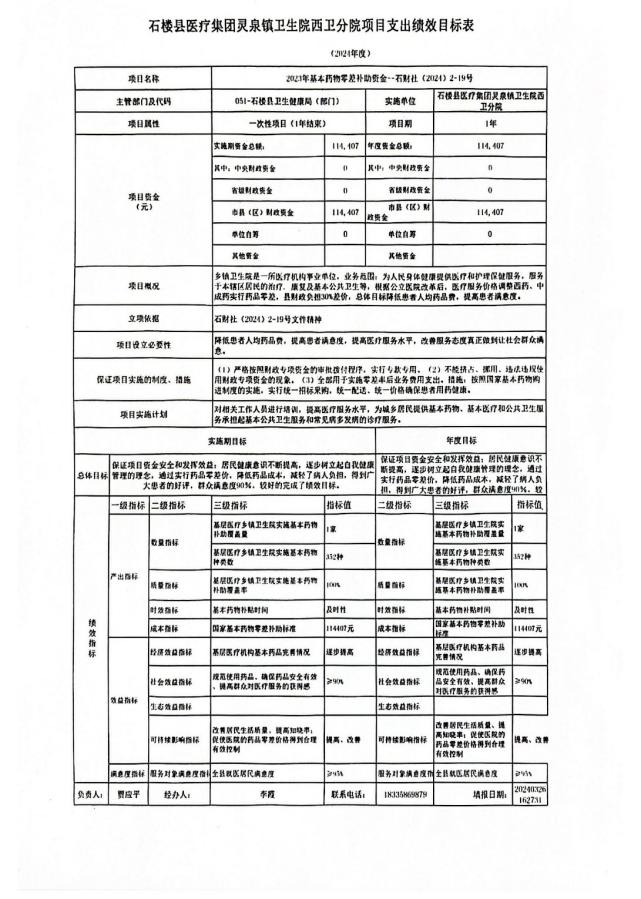 石楼县医疗集团灵泉镇卫生院西卫分院项目支出绩效目标表
(2024年度)
项目名称 2023年基本药物零差补助资金--石财社(2024)2-19号
主管部门及代码 051-石楼县卫生健康局(部门) 实施单位 石楼县医疗集团灵泉镇卫生院西卫分院
项目属性 一次性项目(1年结束) 项目期 1年
项目资金(元)
实施期资金总额: 114,407 年度资金总额: 114,407
其中:中央财政资金 0 其中:中央财政资金 0
省级财政资金 0 省级财政资金 0
市县(区)财政资金 114,407 市县(区)财政资金 114,407
单位自筹 0 单位自筹 0
其他资金 其他资金
项目概况
乡镇卫生院是一所医疗机构事业单位,业务范围:为人民身体健康提供医疗和护理保健服务,服务
于本辖区居民的治疗、康复及基本公共卫生等,根据公立医院改革后,医疗服务价格调整西药、中
成药实行药品零差,县财政负担30%差价,总体目标降低患者人均药品费,提高患者满意度。
立项依据 石财社(2024)2-19号文件精神
项目设立必要性
降低患者人均药品费,提高患者满意度,提高医疗服务水平,改善服务态度真正做到让社会群众满
意。
保证项目实施的制度、措施
(1)严格按照财政专项资金的审批拨付程序,实行专款专用。(2)不能挤占、挪用、违法违规使
用财政专项资金的现象。(3)全部用于实施零差率后业务费用支出。措施:按照国家基本药物购
进制度的实施,实行统一招标采购,统一配送、统一价格确保患者用药健康。
项目实施计划
对相关工作人员进行培训,提高医疗服务水平,为城乡居民提供基本药物、基本医疗和公共卫生服
务承担起基本公共卫生服务和常见病多发病的诊疗服务。
实施期目标 年度目标
总体目标
保证项目资金安全和发挥效益;居民健康意识不断提高,逐步树立起自我健康
管理的理念,通过实行药品零差价,降低药品成本,减轻了病人负担,得到广
大患者的好评,群众满意度90%,较好的完成了绩效目标。
保证项目资金安全和发挥效益;居民健康意识不
断提高,逐步树立起自我健康管理的理念,通过
实行药品零差价,降低药品成本,减轻了病人负
担,得到广大患者的好评,群众满意度90%,较
绩效指标
一级指标 二级指标 三级指标 指标值 二级指标 三级指标 指标值
产出指标
数量指标 基层医疗乡镇卫生院实施基本药物补助覆盖量 1家 数量指标 基层医疗乡镇卫生院实施基本药物补助覆盖量 1家
基层医疗乡镇卫生院实施基本药物种类数 352种 基层医疗乡镇卫生院实施基本药物种类数 352种
质量指标 基层医疗乡镇卫生院实施基本药物补助覆盖率 100% 质量指标 基层医疗乡镇卫生院实施基本药物补助覆盖率 100%
时效指标 基本药物补贴时间 及时性 时效指标 基本药物补贴时间 及时性
成本指标 国家基本药物零差补助标准 114407元 成本指标 国家基本药物零差补助标准 114407元
效益指标
经济效益指标 基层医疗机构基本药品完善情况 逐步提高 经济效益指标 基层医疗机构基本药品完善情况 逐步提高
社会效益指标 规范使用药品、确保药品安全有效、提高群众对医疗服务的获得感 ≥90% 社会效益指标 规范使用药品、确保药品安全有效、提高群众对医疗服务的获得感 ≥90%
生态效益指标 生态效益指标
可持续影响指标 改善居民生活质量、提高知晓率;促使医院的药品零差价格得到合理有效控制 提高、改善 可持续影响指标 改善居民生活质量、提高知晓率;促使医院的药品零差价格得到合理有效控制 提高、改善
满意度指标 服务对象满意度指标 全县就医居民满意度 ≥95% 服务对象满意度指 全县就医居民满意度 ≥95%
负责人: 贾应平 经办人: 李霞 联系电话: 18335869879 填报日期: 20240326162731